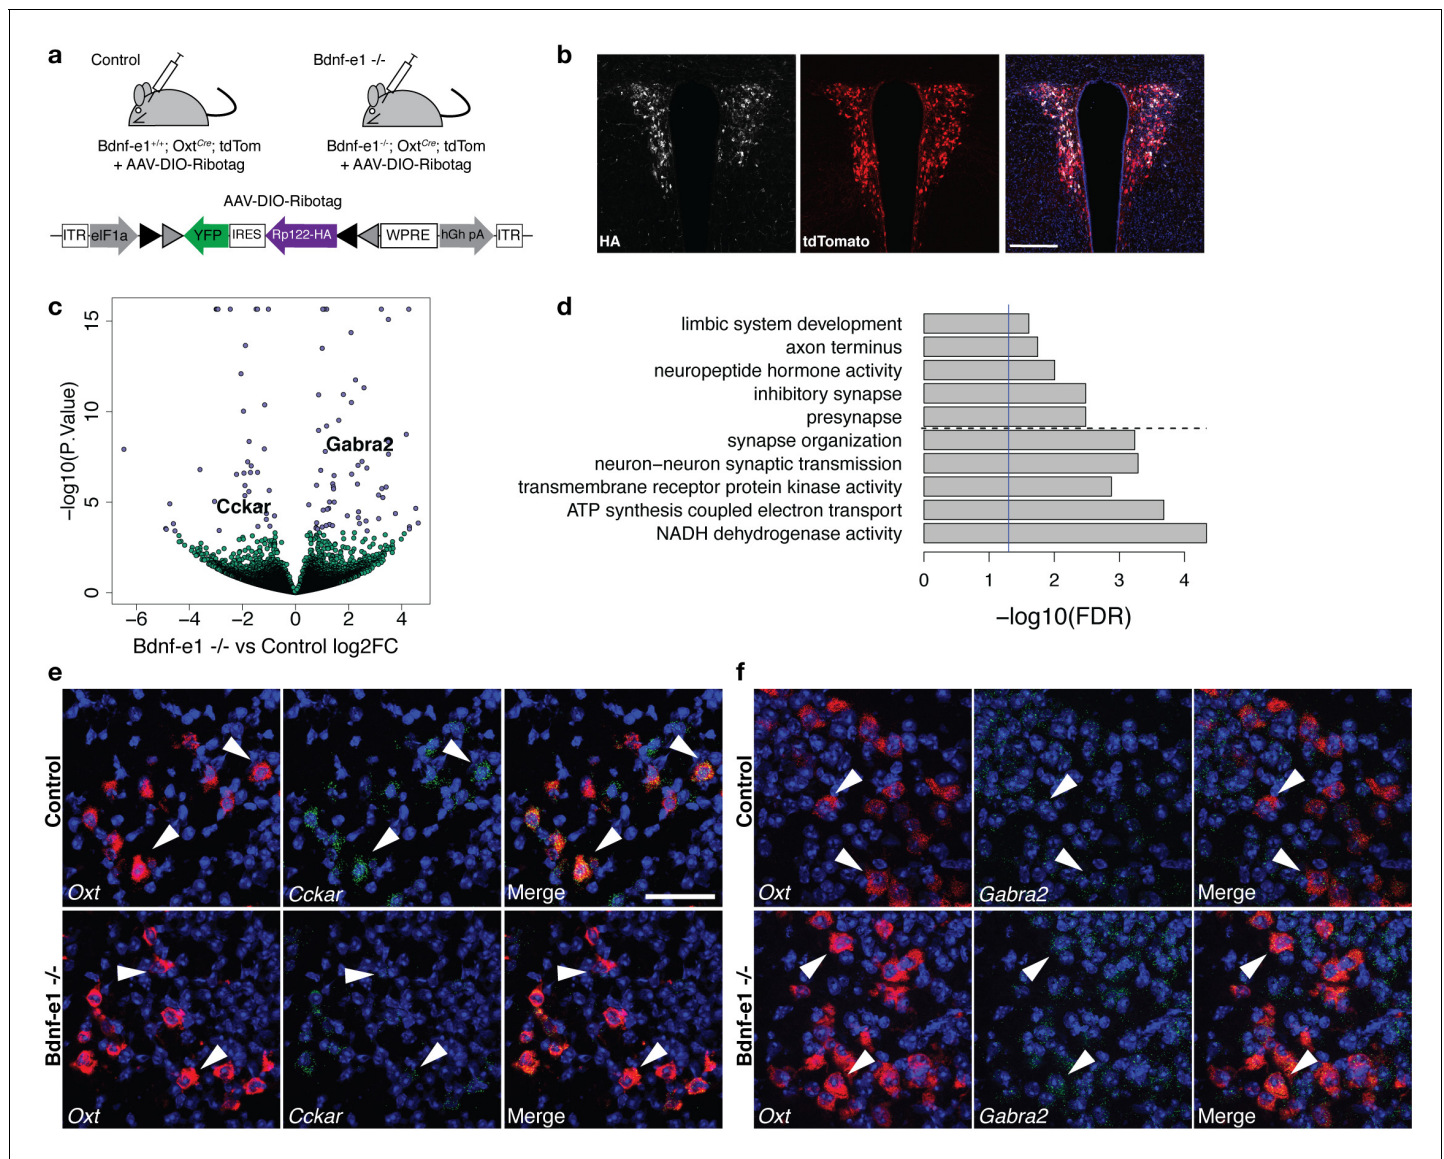 a
Control
Bdnf-e1 -/-
Bdnf-e1+/+; OxtCre; tdTom
+ AAV-DIO-Ribotag
Bdnf-e1-/-; OxtCre; tdTom
+ AAV-DIO-Ribotag
AAV-DIO-Ribotag
ITR eIF1a YFP IRES Rp122-HA WPRE hGh pA ITR
b
HA
tdTomato
c
−log10(P.Value)
15
10
5
0
Gabra2
Cckar
−6 −4 −2 0 2 4
Bdnf-e1 -/- vs Control log2FC
d
limbic system development
axon terminus
neuropeptide hormone activity
inhibitory synapse
presynapse
synapse organization
neuron−neuron synaptic transmission
transmembrane receptor protein kinase activity
ATP synthesis coupled electron transport
NADH dehydrogenase activity
0 1 2 3 4
−log10(FDR)
e
Control
Oxt
Cckar
Merge
Bdnf-e1 -/-
Oxt
Cckar
Merge
f
Control
Oxt
Gabra2
Merge
Bdnf-e1 -/-
Oxt
Gabra2
Merge